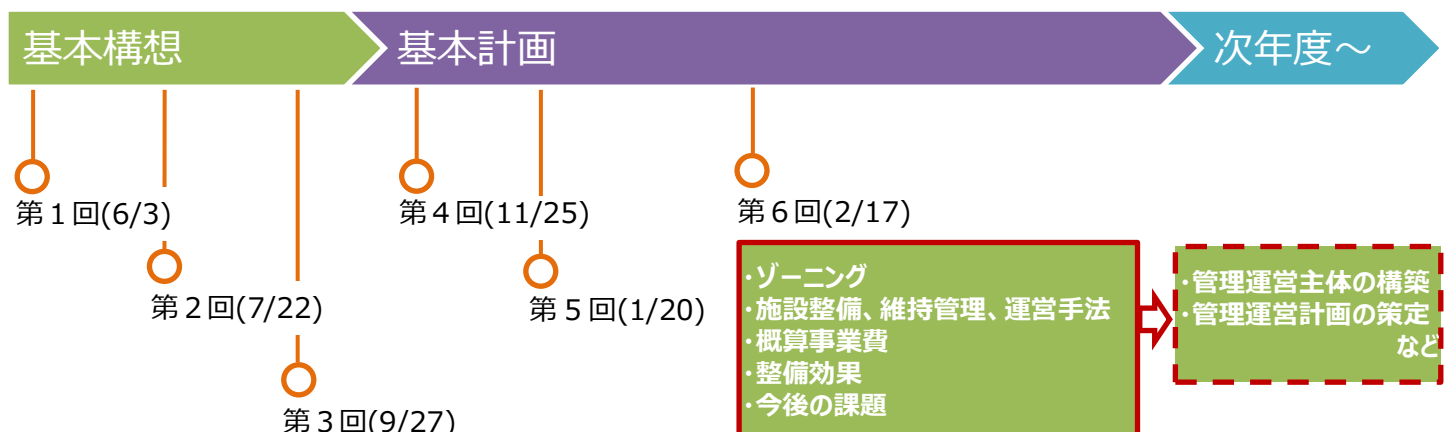 基本構想
基本計画
次年度～
第１回(6/3)
第２回(7/22)
第３回(9/27)
第４回(11/25)
第５回(1/20)
第６回(2/17)
・ゾーニング
・施設整備、維持管理、運営手法
・概算事業費
・整備効果
・今後の課題
・管理運営主体の構築
・管理運営計画の策定
など